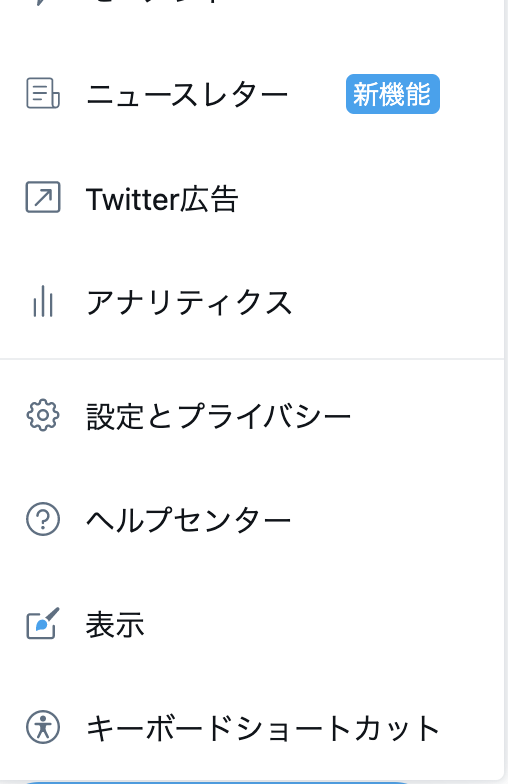 ニュースレター 新機能
Twitter広告
アナリティクス
設定とプライバシー
ヘルプセンター
表示
キーボードショートカット